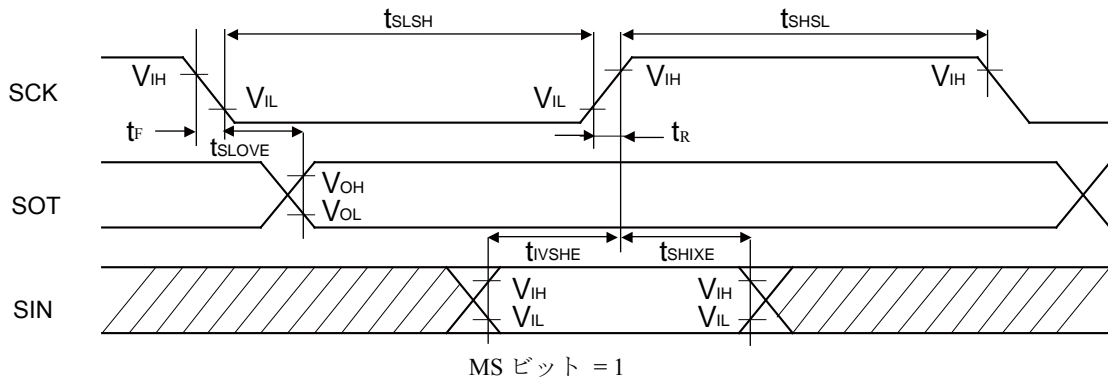 tSLSH tSHSL
SCK VIH VIL VIL VIH VIH
tF tSLOVE tR
SOT VOH
VOL
tIVSHE tSHIXE
SIN VIH VIH
VIL VIL
MS ビット = 1